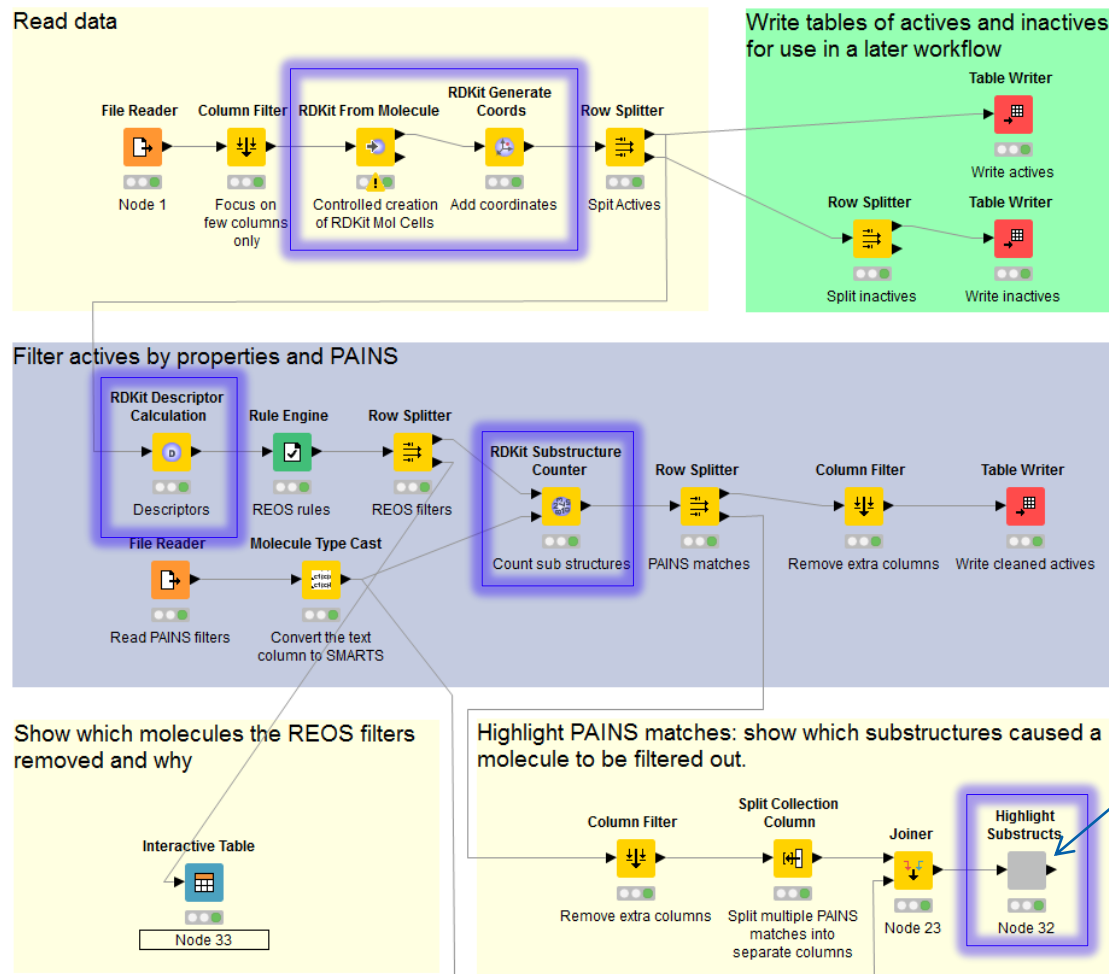 Read data
File Reader
Node 1
Column Filter
Focus on
few columns
only
RDKit From Molecule
Controlled creation
of RDKit Mol Cells
RDKit Generate
Coords
Add coordinates
Row Splitter
Spit Actives
Write tables of actives and inactives
for use in a later workflow
Table Writer
Write actives
Row Splitter
Split inactives
Table Writer
Write inactives
Filter actives by properties and PAINS
RDKit Descriptor
Calculation
D
Descriptors
Rule Engine
REOS rules
Row Splitter
REOS filters
RDKit Substructure
Counter
Count sub structures
Row Splitter
PAINS matches
Column Filter
Remove extra columns
Table Writer
Write cleaned actives
File Reader
Read PAINS filters
Molecule Type Cast
Convert the text
column to SMARTS
Show which molecules the REOS filters
removed and why
Interactive Table
Node 33
Highlight PAINS matches: show which substructures caused a
molecule to be filtered out.
Column Filter
Remove extra columns
Split Collection
Column
Split multiple PAINS
matches into
separate columns
Joiner
Node 23
Highlight
Substructs
Node 32